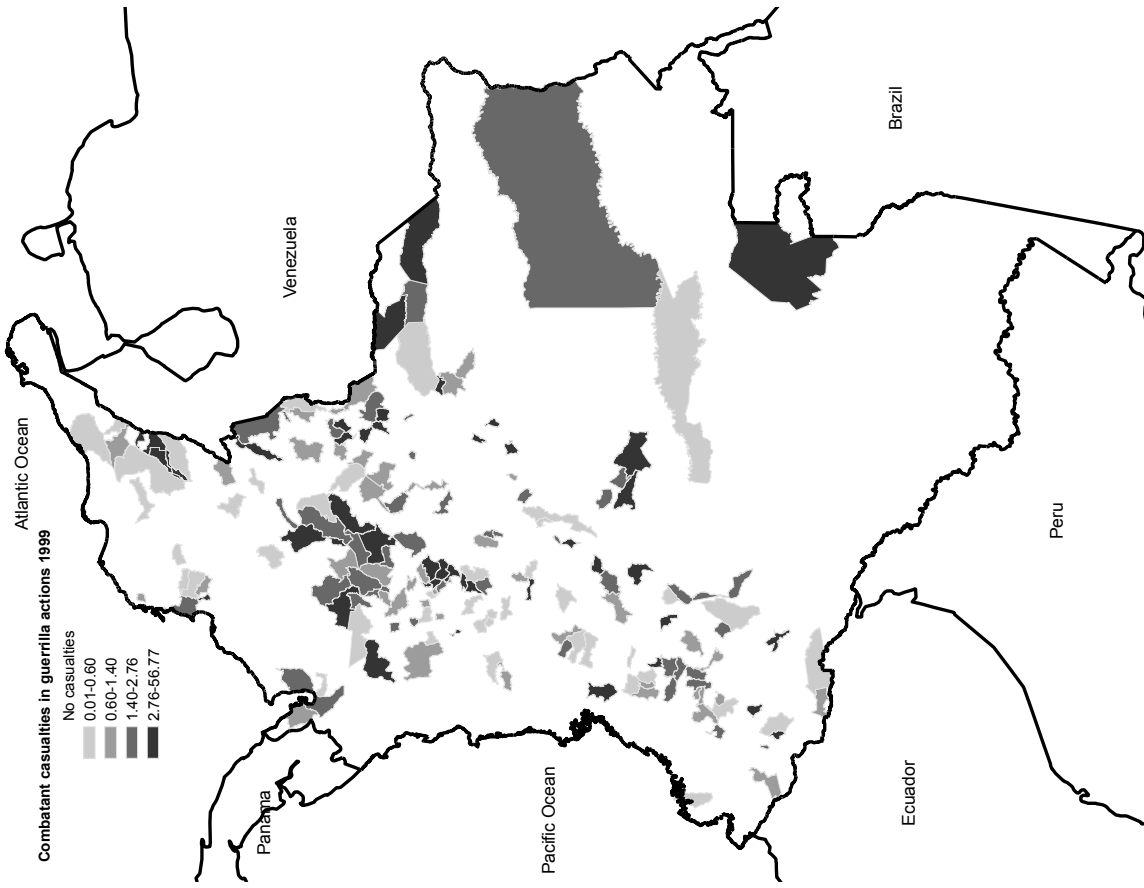 Combatant casualties in guerrilla actions 1999
No casualties
0.01-0.60
0.60-1.40
1.40-2.76
2.76-56.77
Atlantic Ocean
Venezuela
Panama
Pacific Ocean
Brazil
Ecuador
Peru